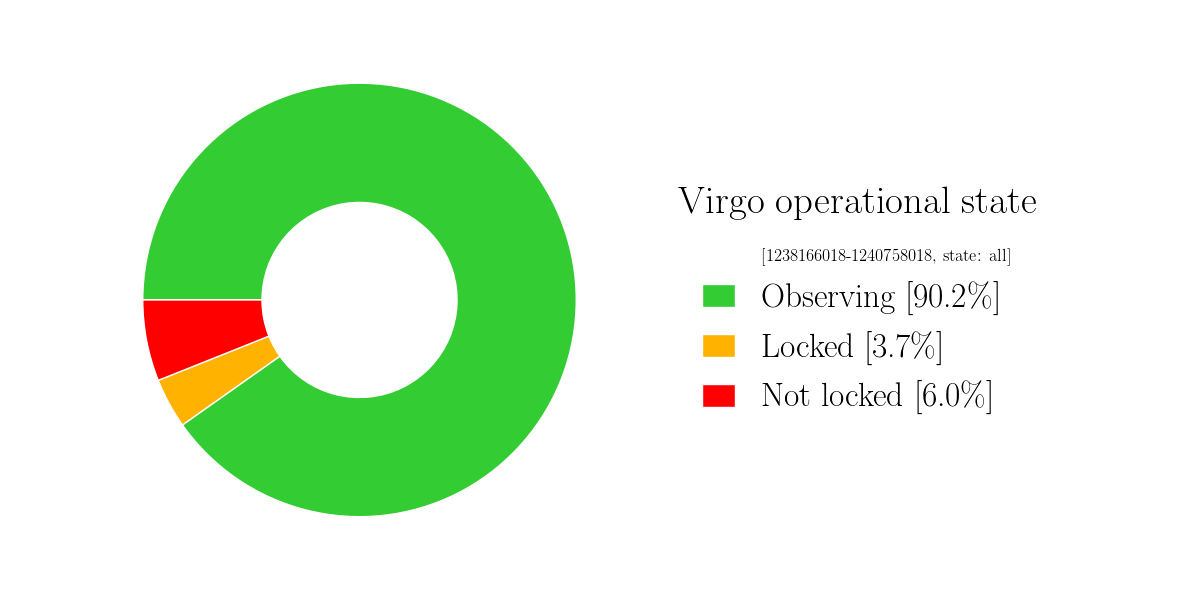 Virgo operational state
[1238166018-1240758018, state: all]
Observing [90.2%]
Locked [3.7%]
Not locked [6.0%]